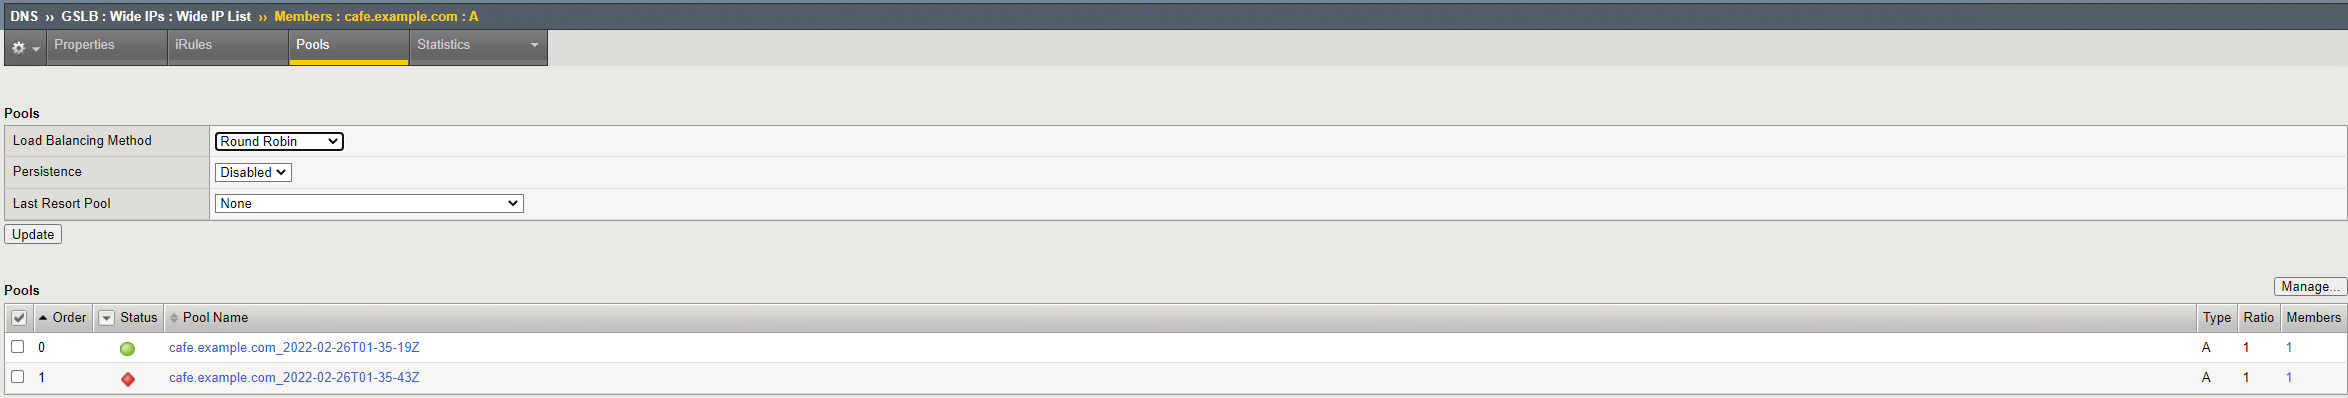 DNS ›› GSLB : Wide IPs : Wide IP List ›› Members : cafe.example.com : A
Properties iRules Pools Statistics
Pools
Load Balancing Method Round Robin
Persistence Disabled
Last Resort Pool None
Update
Pools Manage...
Order Status Pool Name Type Ratio Members
0 cafe.example.com_2022-02-26T01-35-19Z A 1 1
1 cafe.example.com_2022-02-26T01-35-43Z A 1 1